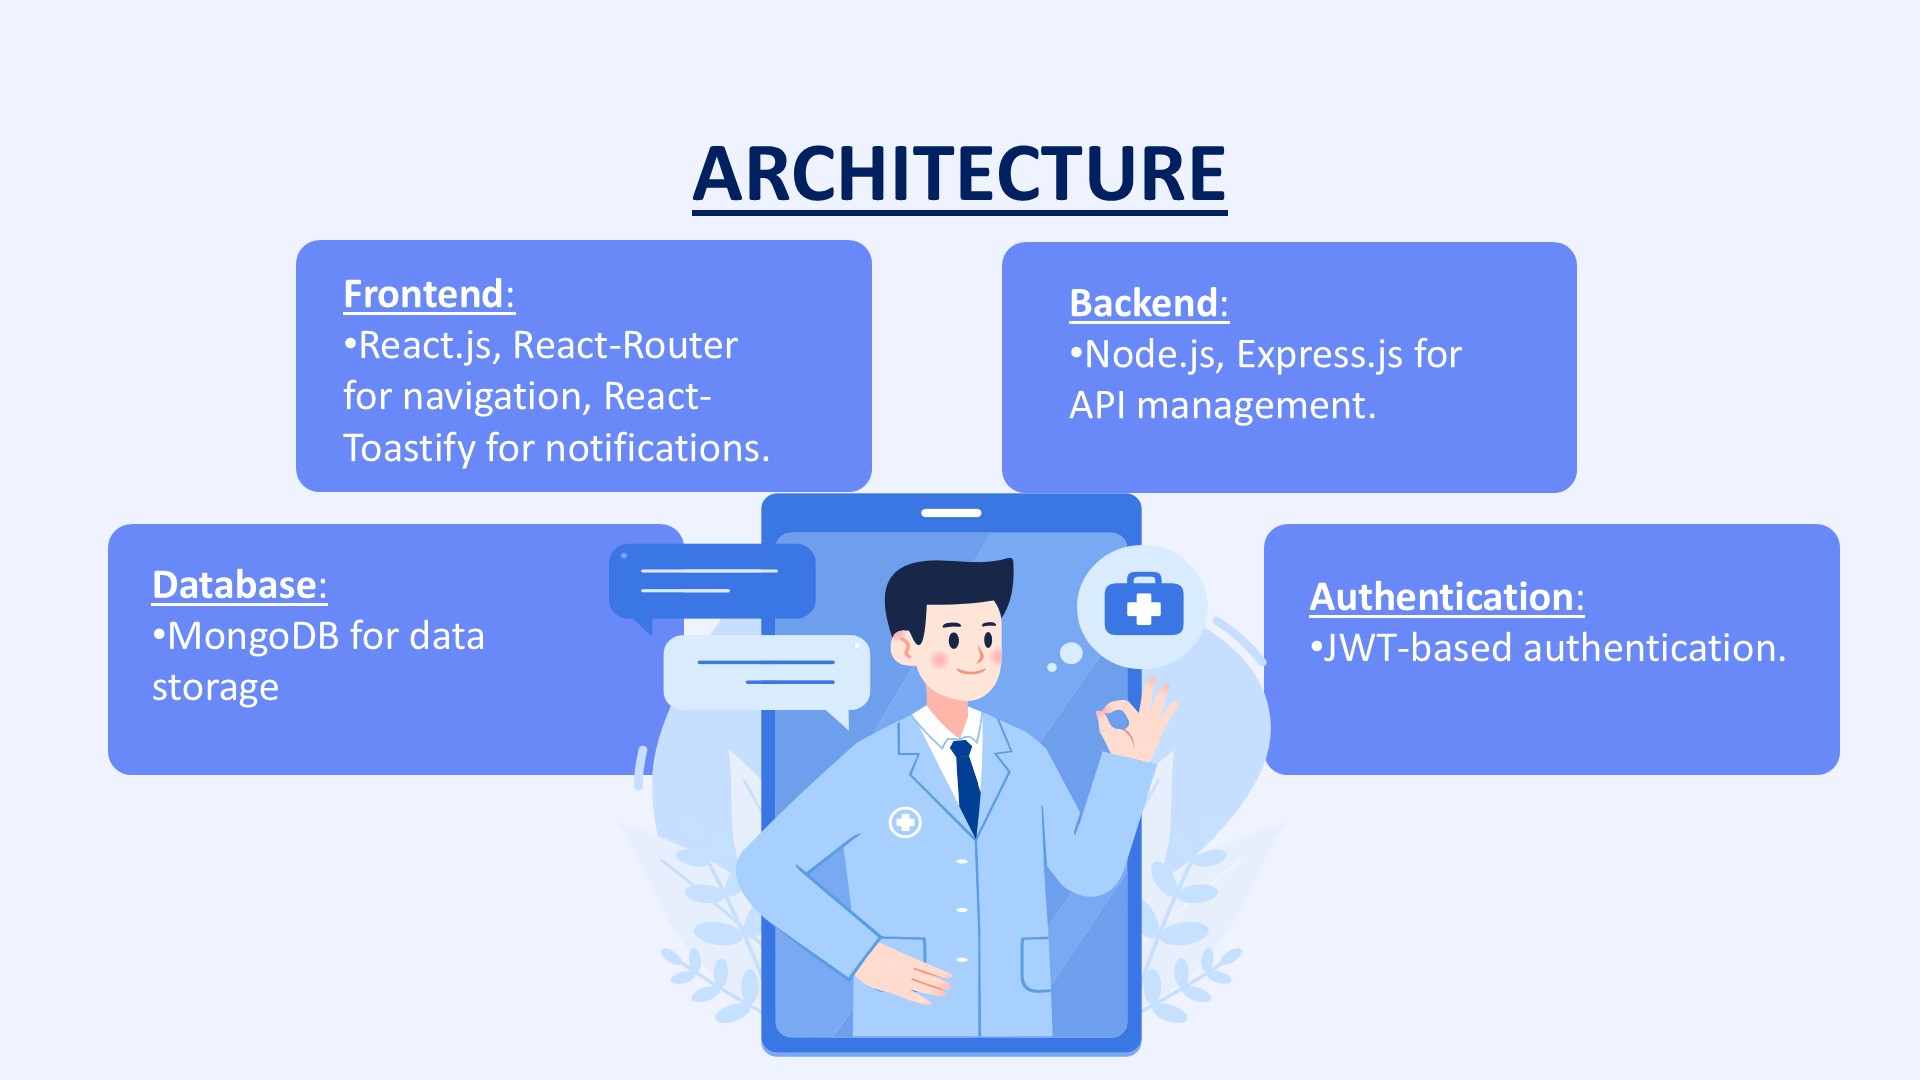 ARCHITECTURE
Frontend:
•React.js, React-Router
for navigation, React-
Toastify for notifications.
Backend:
•Node.js, Express.js for
API management.
Database:
•MongoDB for data
storage
Authentication:
•JWT-based authentication.